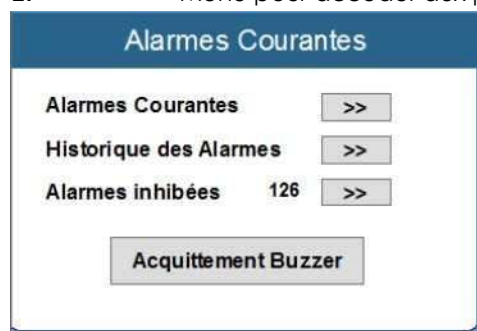 Alarmes Courantes
Alarmes Courantes >>
Historique des Alarmes >>
Alarmes inhibées 126 >>
Acquittement Buzzer